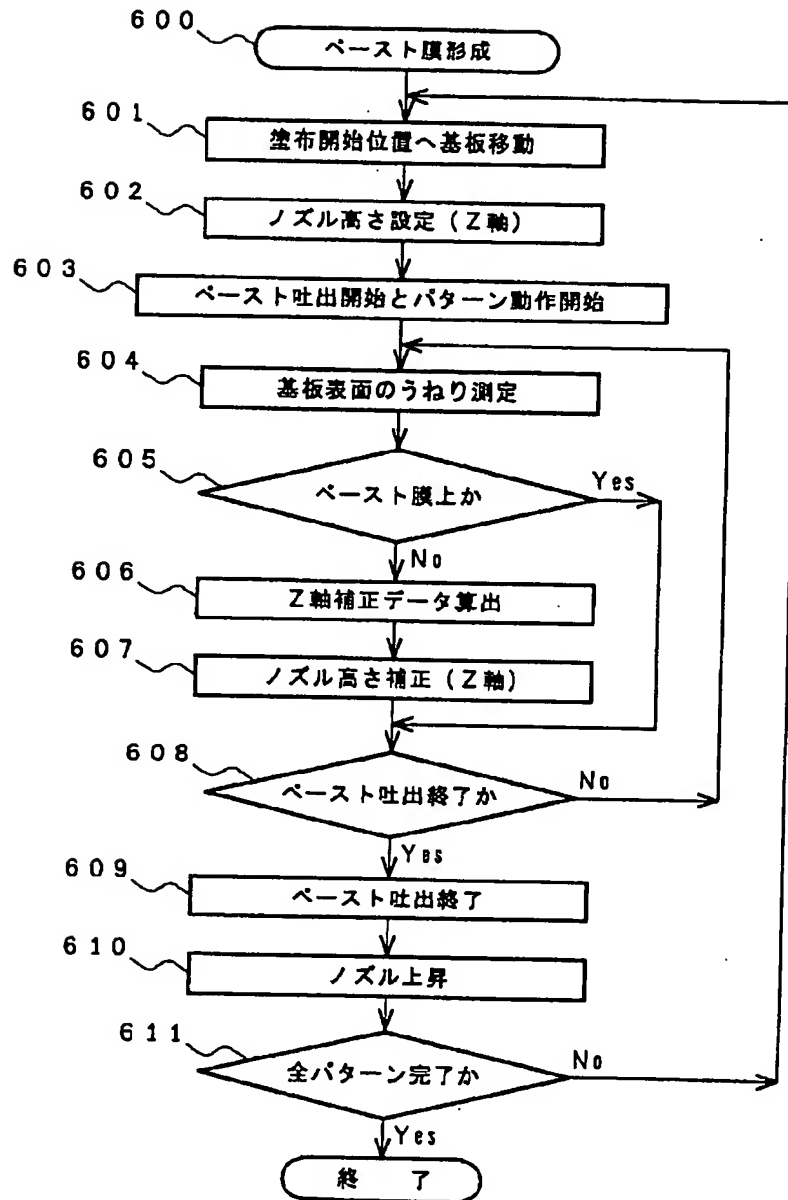 ６００
ペースト膜形成
６０１
塗布開始位置へ基板移動
６０２
ノズル高さ設定（Ｚ軸）
６０３
ペースト吐出開始とパターン動作開始
６０４
基板表面のうねり測定
６０５
ペースト膜上か
Yes
No
６０６
Ｚ軸補正データ算出
６０７
ノズル高さ補正（Ｚ軸）
６０８
ペースト吐出終了か
No
Yes
６０９
ペースト吐出終了
６１０
ノズル上昇
６１１
全パターン完了か
No
Yes
終　了